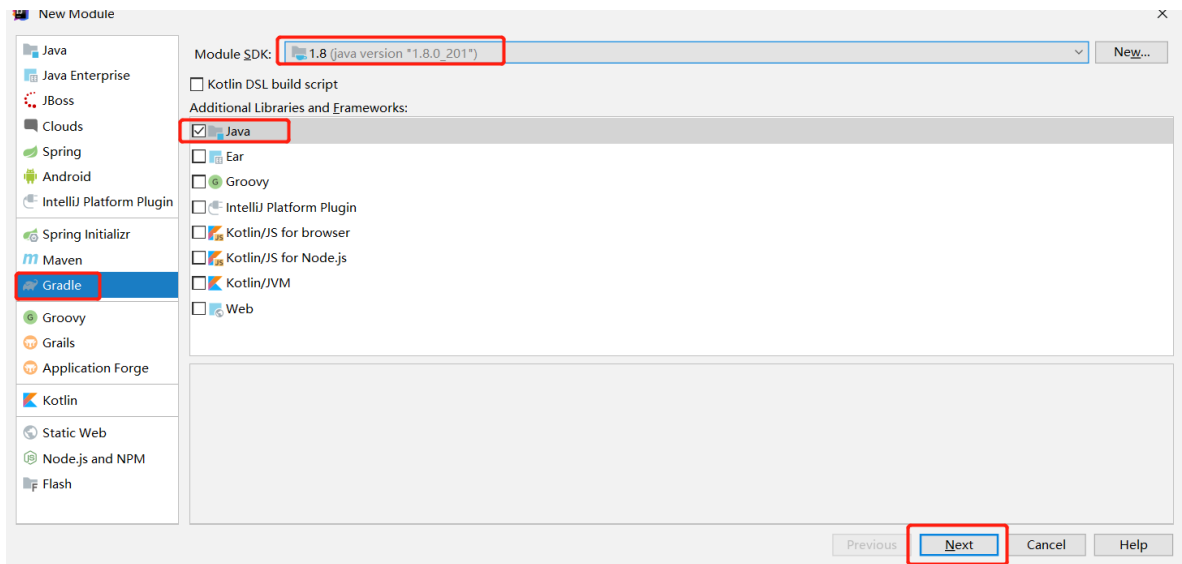 New Module
Java
Java Enterprise
JBoss
Clouds
Spring
Android
IntelliJ Platform Plugin
Spring Initializr
Maven
Gradle
Groovy
Grails
Application Forge
Kotlin
Static Web
Node.js and NPM
Flash
Module SDK: 1.8 (java version "1.8.0_201") New...
Kotlin DSL build script
Additional Libraries and Frameworks:
Java
Ear
Groovy
IntelliJ Platform Plugin
Kotlin/JS for browser
Kotlin/JS for Node.js
Kotlin/JVM
Web
Previous Next Cancel Help